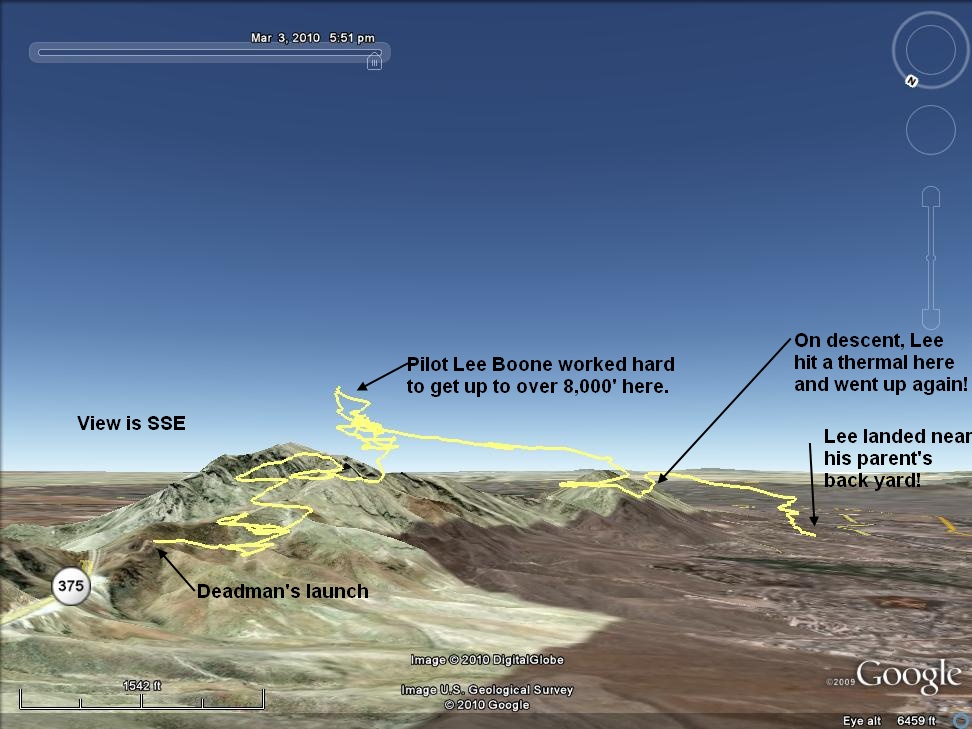 Mar 3, 2010 5:51 pm
N
On descent, Lee
hit a thermal here
and went up again!
Pilot Lee Boone worked hard
to get up to over 8,000' here.
View is SSE
Lee landed near
his parent's
back yard!
375
Deadman's launch
Image © 2010 DigitalGlobe
1542 ft
Image U.S. Geological Survey
© 2010 Google
©2009 Google
Eye alt 6459 ft